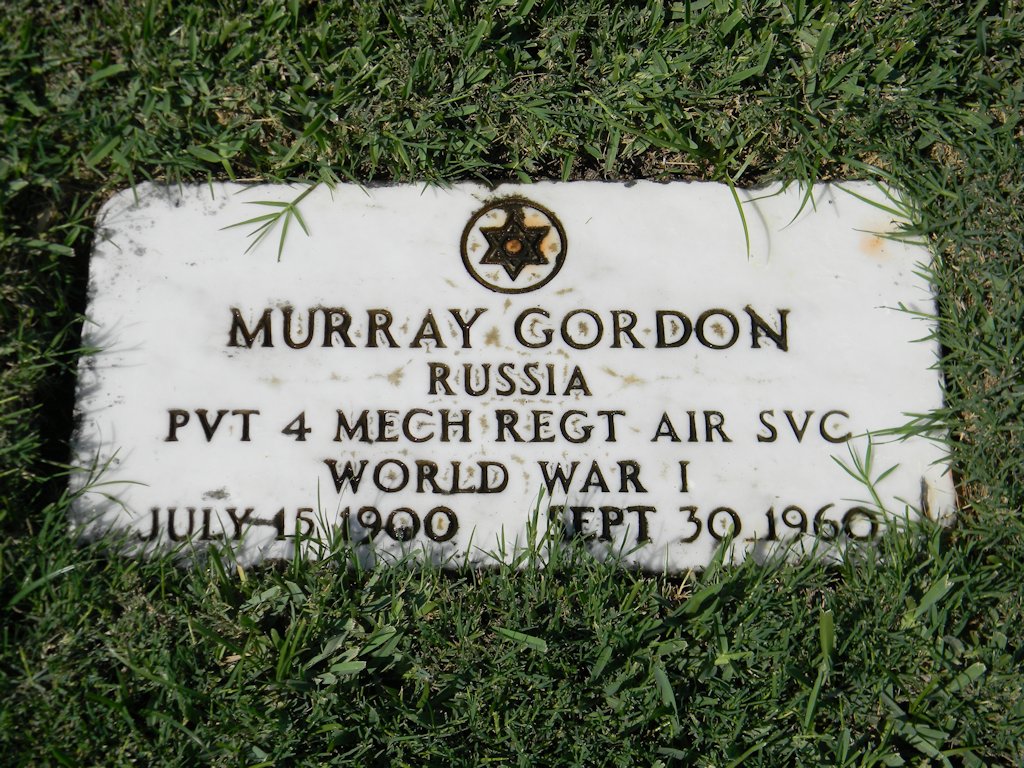 MURRAY GORDON
RUSSIA
PVT 4 MECH REGT AIR SVC
WORLD WAR I
JULY 15 1900 SEPT 30 1960